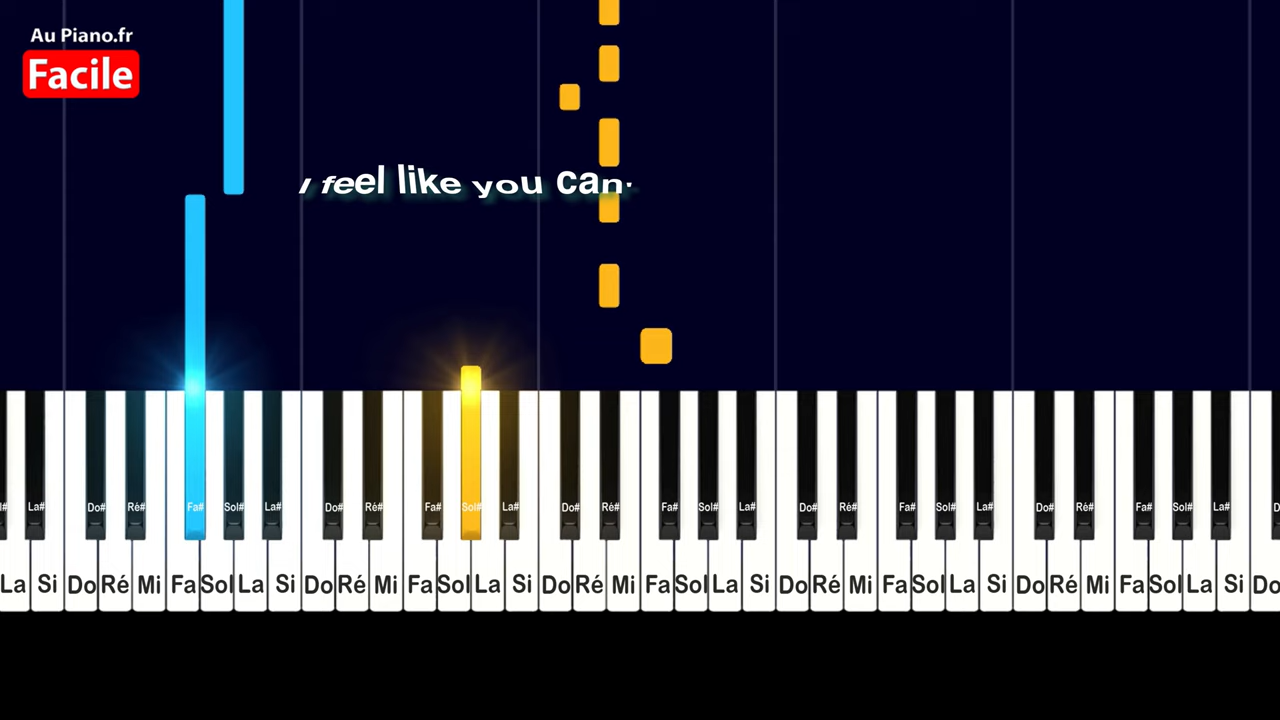 Au Piano.fr
Facile
I feel like you can'
La# Do# Ré# Fa# Sol# La# Do# Ré# Fa# Sol# La# Do# Ré# Fa# Sol# La# Do# Ré# Fa# Sol# La# Do# Ré# Fa# Sol# La#
La Si Do Ré Mi Fa Sol La Si Do Ré Mi Fa Sol La Si Do Ré Mi Fa Sol La Si Do Ré Mi Fa Sol La Si Do Ré Mi Fa Sol La Si Do